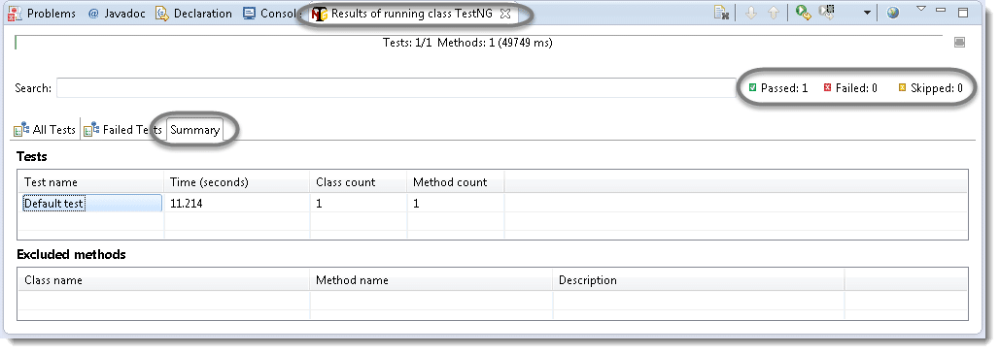 Problems @ Javadoc Declaration Console Results of running class TestNG
Tests: 1/1 Methods: 1 (49749 ms)
Search: Passed: 1 Failed: 0 Skipped: 0
All Tests Failed Tests Summary
Tests
Test name Time (seconds) Class count Method count
Default test 11.214 1 1
Excluded methods
Class name Method name Description